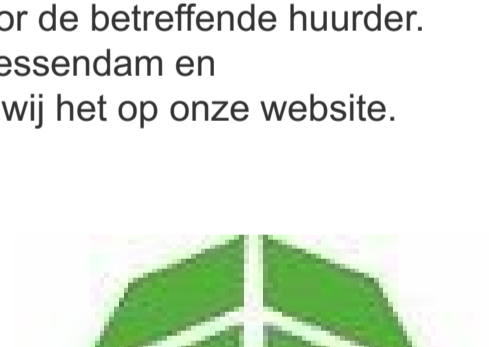 or de betreffende huurder.
essendam en
wij het op onze website.